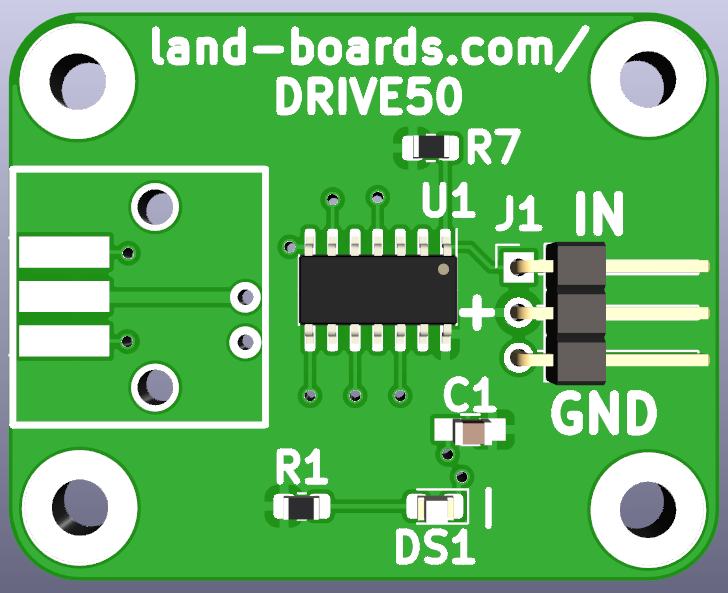 land-boards.com/
DRIVE50
R7
U1
J1
IN
+
GND
C1
R1
DS1